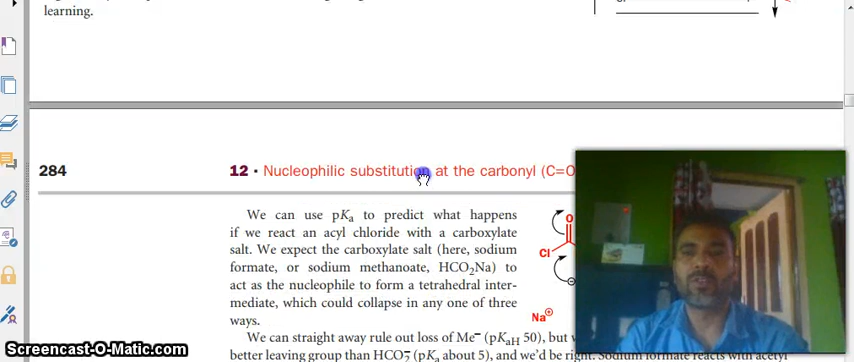 learning.
284
12 · Nucleophilic substitution at the carbonyl (C=O
We can use pKa to predict what happens
if we react an acyl chloride with a carboxylate
salt. We expect the carboxylate salt (here, sodium
formate, or sodium methanoate, HCO2Na) to
act as the nucleophile to form a tetrahedral inter-
mediate, which could collapse in any one of three
ways.
O
Cl
Na⊕
We can straight away rule out loss of Me– (pKaH 50), but
better leaving group than HCO2– (pKa about 5), and we'd be right. Sodium formate reacts with acetyl
Screencast-O-Matic.com